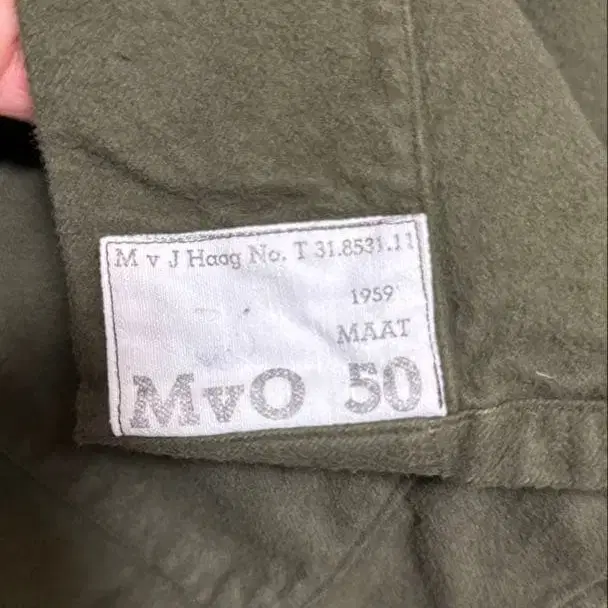 M v J Haag No. T 31.8531.11
1959
MAAT
MvO 50